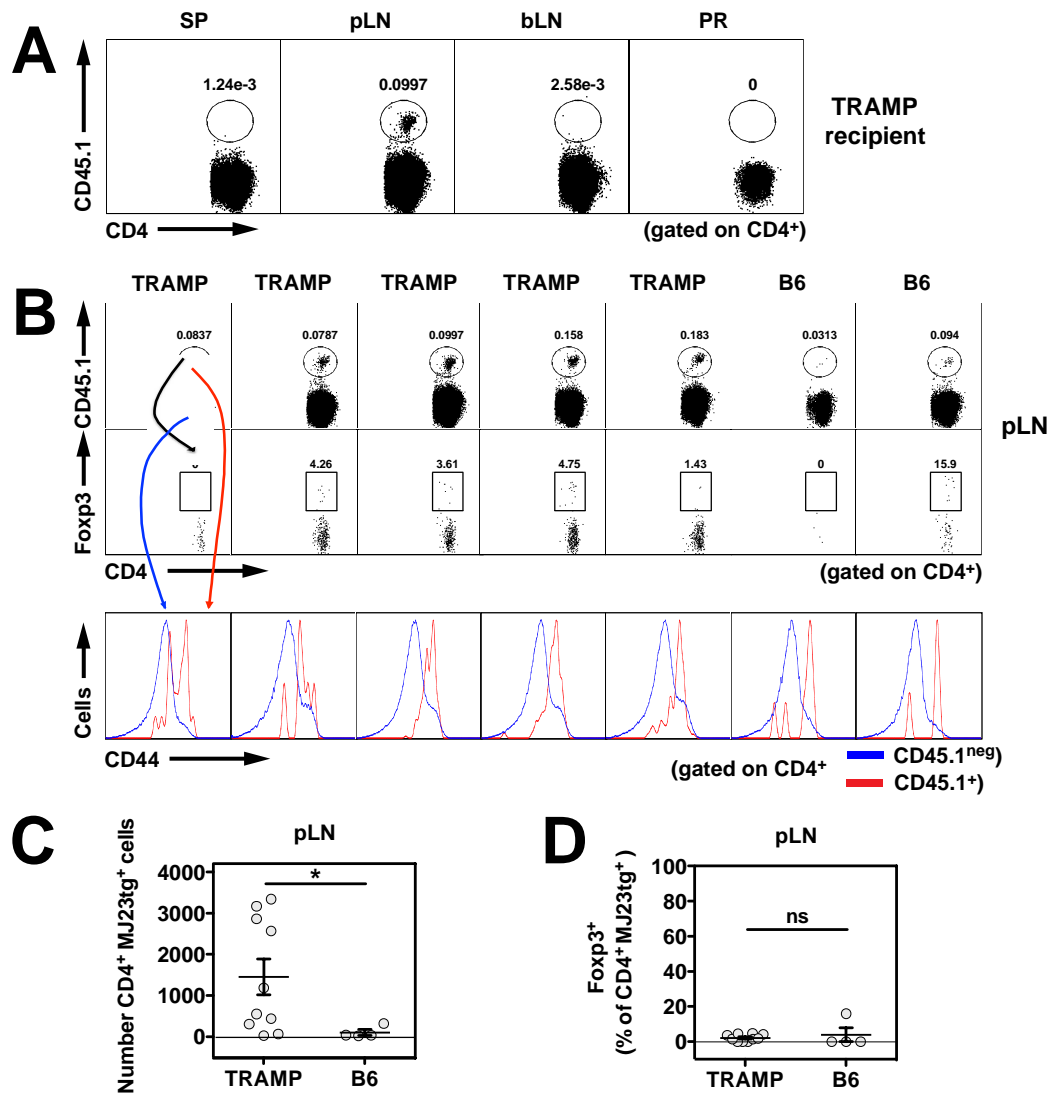 A
SP pLN bLN PR
CD45.1
1.24e-3 0.0997 2.58e-3 0
TRAMP
recipient
CD4
(gated on CD4⁺)
B
TRAMP TRAMP TRAMP TRAMP TRAMP B6 B6
CD45.1
0.0837 0.0787 0.0997 0.158 0.183 0.0313 0.094
pLN
Foxp3
4.26 3.61 4.75 1.43 0 15.9
CD4
(gated on CD4⁺)
Cells
CD44
(gated on CD4⁺
CD45.1ⁿᵉᵍ)
CD45.1⁺)
C
pLN
Number CD4⁺ MJ23tg⁺ cells
4000
3000
2000
1000
0
*
TRAMP B6
D
pLN
Foxp3⁺
(% of CD4⁺MJ23tg⁺ )
100
80
60
40
20
0
ns
TRAMP B6